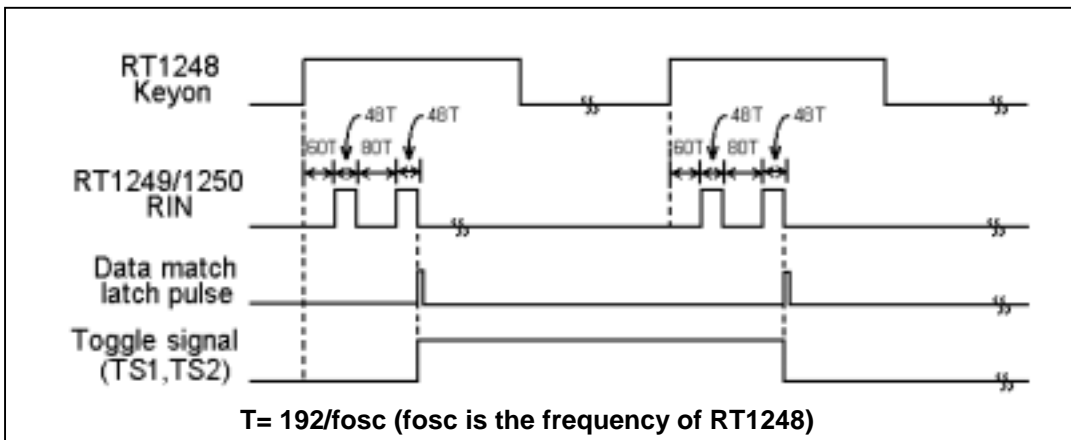 RT1248
Keyon
48T 48T 48T 48T
60T 80T 60T 80T
RT1249/1250
RIN
Data match
latch pulse
Toggle signal
(TS1,TS2)
T= 192/fosc (fosc is the frequency of RT1248)